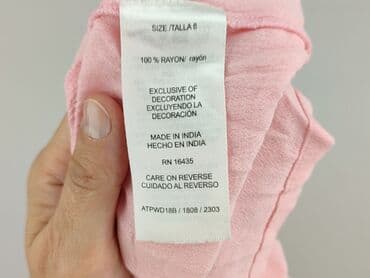 SIZE / TALLA 8
100 % RAYON/ rayón
EXCLUSIVE OF
DECORATION
EXCLUYENDO LA
DECORACIÓN
MADE IN INDIA
HECHO EN INDIA
RN 16435
CARE ON REVERSE
CUIDADO AL REVERSO
ATPWD18B / 1808 / 2303